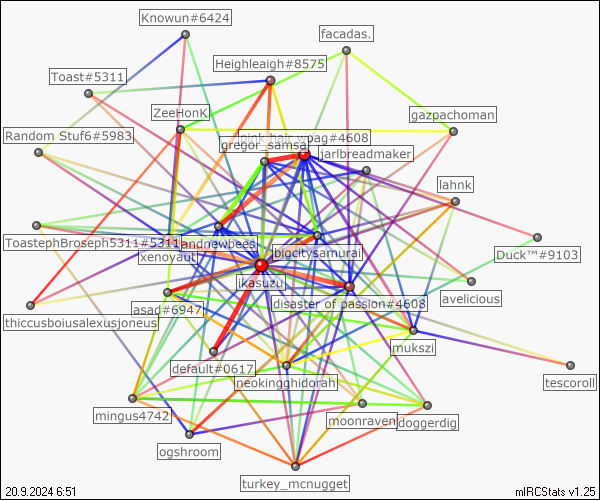 Knowun#6424
facadas.
Heighleaigh#8575
Toast#5311
ZeeHonK
gazpachoman
Random Stuf6#5983
pink_hair_wpag#4608
gregor_samsa
jarlbreadmaker
lahnk
ToastephBroseph5311#5311
andnewbees
xenoyaut
bigcitysamurai
Duck™#9103
ikasuzu
avelicious
disaster of passion#4608
thiccusboiusalexusjoneus
asad#6947
mukszi
default#0617
neokingghidorah
tescoroll
mingus4742
moonraven
doggerdig
ogshroom
turkey_mcnugget
20.9.2024 6:51
mIRCStats v1.25